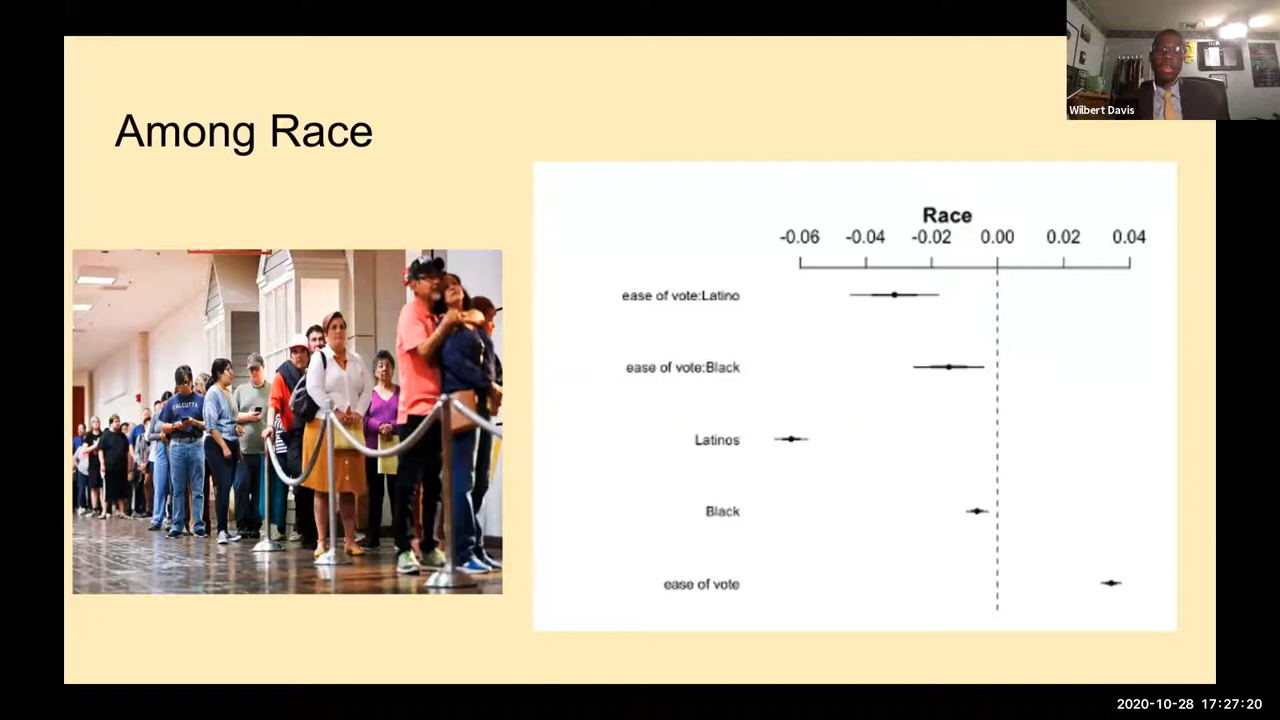 Wilbert Davis
Among Race
Race
-0.06 -0.04 -0.02 0.00 0.02 0.04
ease of vote:Latino
ease of vote:Black
Latinos
Black
ease of vote
CALCUTTA
2020-10-28 17:27:20